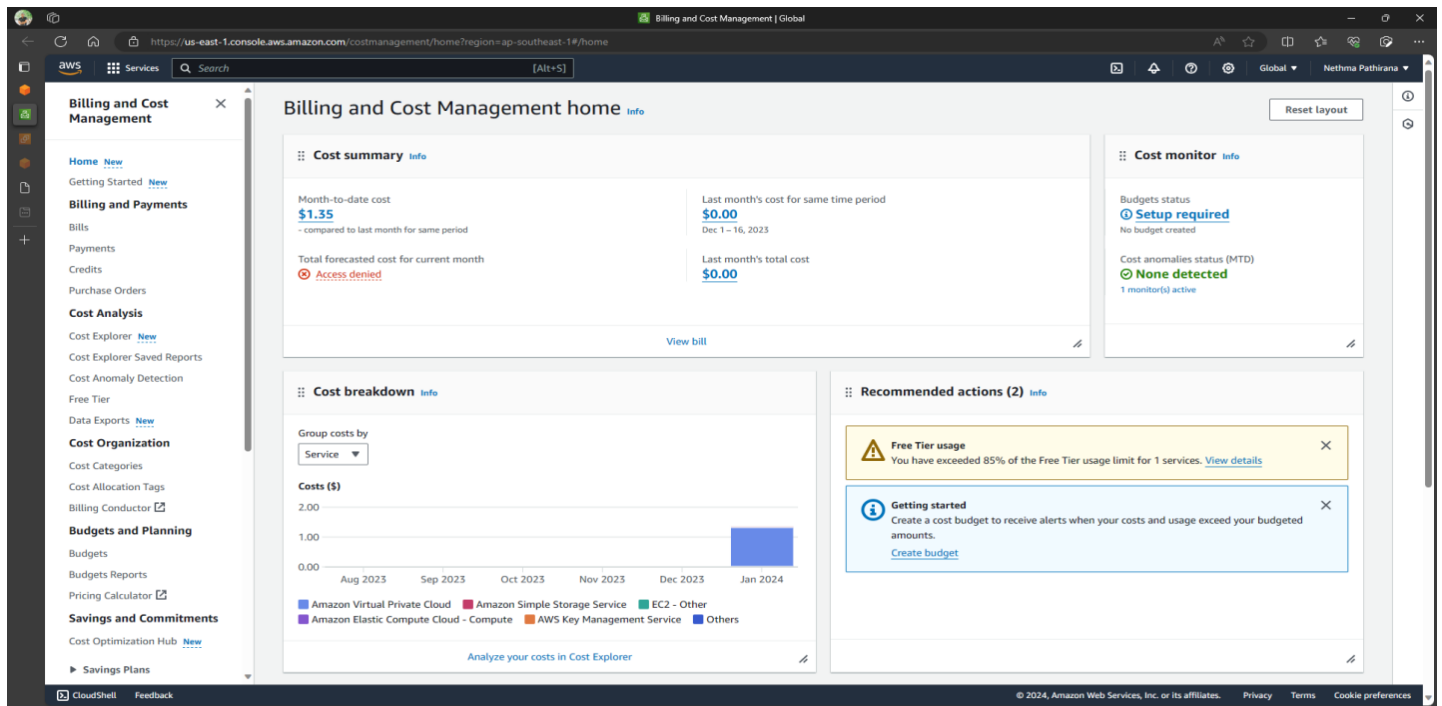 Billing and Cost Management | Global
https://us-east-1.console.aws.amazon.com/costmanagement/home?region=ap-southeast-1#/home
aws
Services
Search
[Alt+S]
Global
Nethma Pathirana
Billing and Cost
Management
Home New
Getting Started New
Billing and Payments
Bills
Payments
Credits
Purchase Orders
Cost Analysis
Cost Explorer New
Cost Explorer Saved Reports
Cost Anomaly Detection
Free Tier
Data Exports New
Cost Organization
Cost Categories
Cost Allocation Tags
Billing Conductor
Budgets and Planning
Budgets
Budgets Reports
Pricing Calculator
Savings and Commitments
Cost Optimization Hub New
Savings Plans
Billing and Cost Management home Info
Reset layout
Cost summary Info
Month-to-date cost
$1.35
- compared to last month for same period
Last month's cost for same time period
$0.00
Dec 1 – 16, 2023
Total forecasted cost for current month
Access denied
Last month's total cost
$0.00
View bill
Cost monitor Info
Budgets status
Setup required
No budget created
Cost anomalies status (MTD)
None detected
1 monitor(s) active
Cost breakdown Info
Group costs by
Service
Costs ($)
2.00
1.00
0.00
Aug 2023 Sep 2023 Oct 2023 Nov 2023 Dec 2023 Jan 2024
Amazon Virtual Private Cloud Amazon Simple Storage Service EC2 - Other
Amazon Elastic Compute Cloud - Compute AWS Key Management Service Others
Analyze your costs in Cost Explorer
Recommended actions (2) Info
Free Tier usage
You have exceeded 85% of the Free Tier usage limit for 1 services. View details
Getting started
Create a cost budget to receive alerts when your costs and usage exceed your budgeted
amounts.
Create budget
CloudShell Feedback
© 2024, Amazon Web Services, Inc. or its affiliates. Privacy Terms Cookie preferences